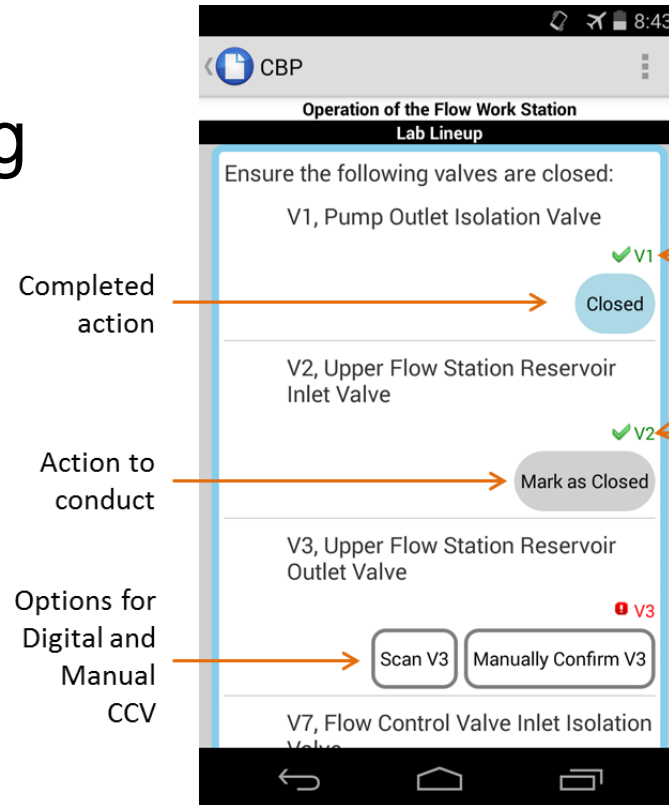 g
8:43
CBP
Operation of the Flow Work Station
Lab Lineup
Ensure the following valves are closed:
V1, Pump Outlet Isolation Valve
V1
Completed
action
Closed
V2, Upper Flow Station Reservoir
Inlet Valve
V2
Action to
conduct
Mark as Closed
V3, Upper Flow Station Reservoir
Outlet Valve
V3
Options for
Digital and
Manual
CCV
Scan V3
Manually Confirm V3
V7, Flow Control Valve Inlet Isolation